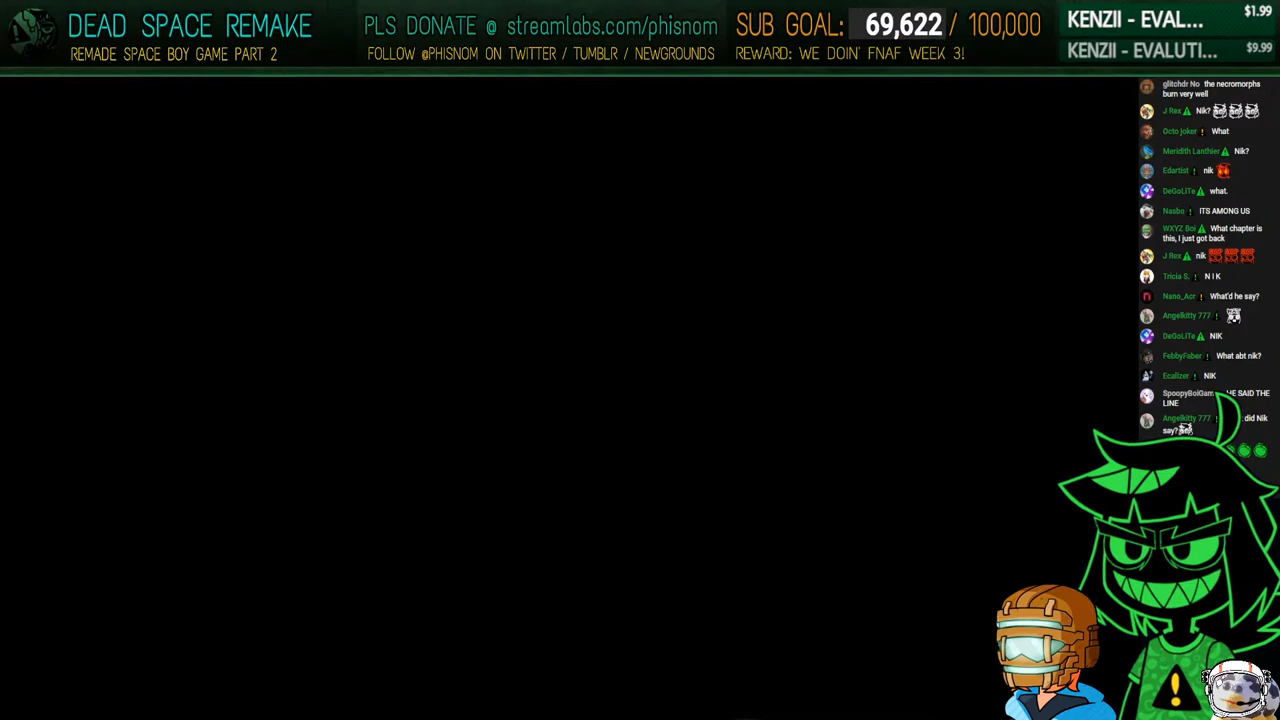 DEAD SPACE REMAKE
REMADE SPACE BOY GAME PART 2
PLS DONATE @ streamlabs.com/phisnom
FOLLOW @PHISNOM ON TWITTER / TUMBLR / NEWGROUNDS
SUB GOAL: 69,622 / 100,000
REWARD: WE DOIN' FNAF WEEK 3!
KENZII - EVAL... $1.99
KENZII - EVALUTI... $9.99
glitchdr No the necromorphs
burn very well
J Rex Nik?
Octo joker ! What
Meridith Lanthier Nik?
Edartist ! nik
DeGoLiTe what.
Nasbo ! ITS AMONG US
WXYZ Boi What chapter is
this, I just got back
J Rex nik
Tricia S. ! N I K
Nano_Acr ! What'd he say?
Angelkitty 777 !
DeGoLiTe NIK
FebbyFaber ! What abt nik?
Ecalizer ! NIK
SpoopyBoiGam SAID THE
LINE
Angelkitty 777 did Nik
say?